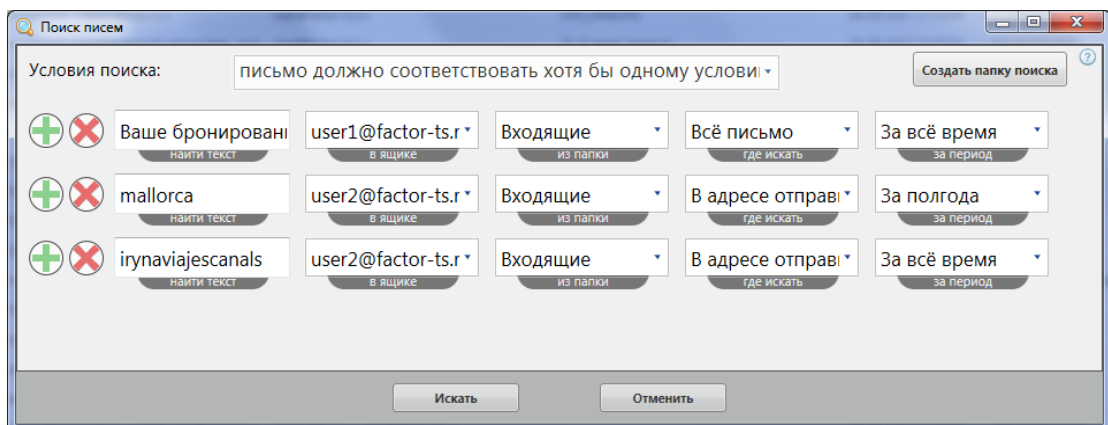 Поиск писем
Условия поиска: письмо должно соответствовать хотя бы одному услови Создать папку поиска ?
Ваше бронирован user1@factor-ts.r Входящие Всё письмо За всё время
найти текст в ящике из папки где искать за период
mallorca user2@factor-ts.r Входящие В адресе отправ За полгода
найти текст в ящике из папки где искать за период
irynaviajescanals user2@factor-ts.r Входящие В адресе отправ За всё время
найти текст в ящике из папки где искать за период
Искать Отменить